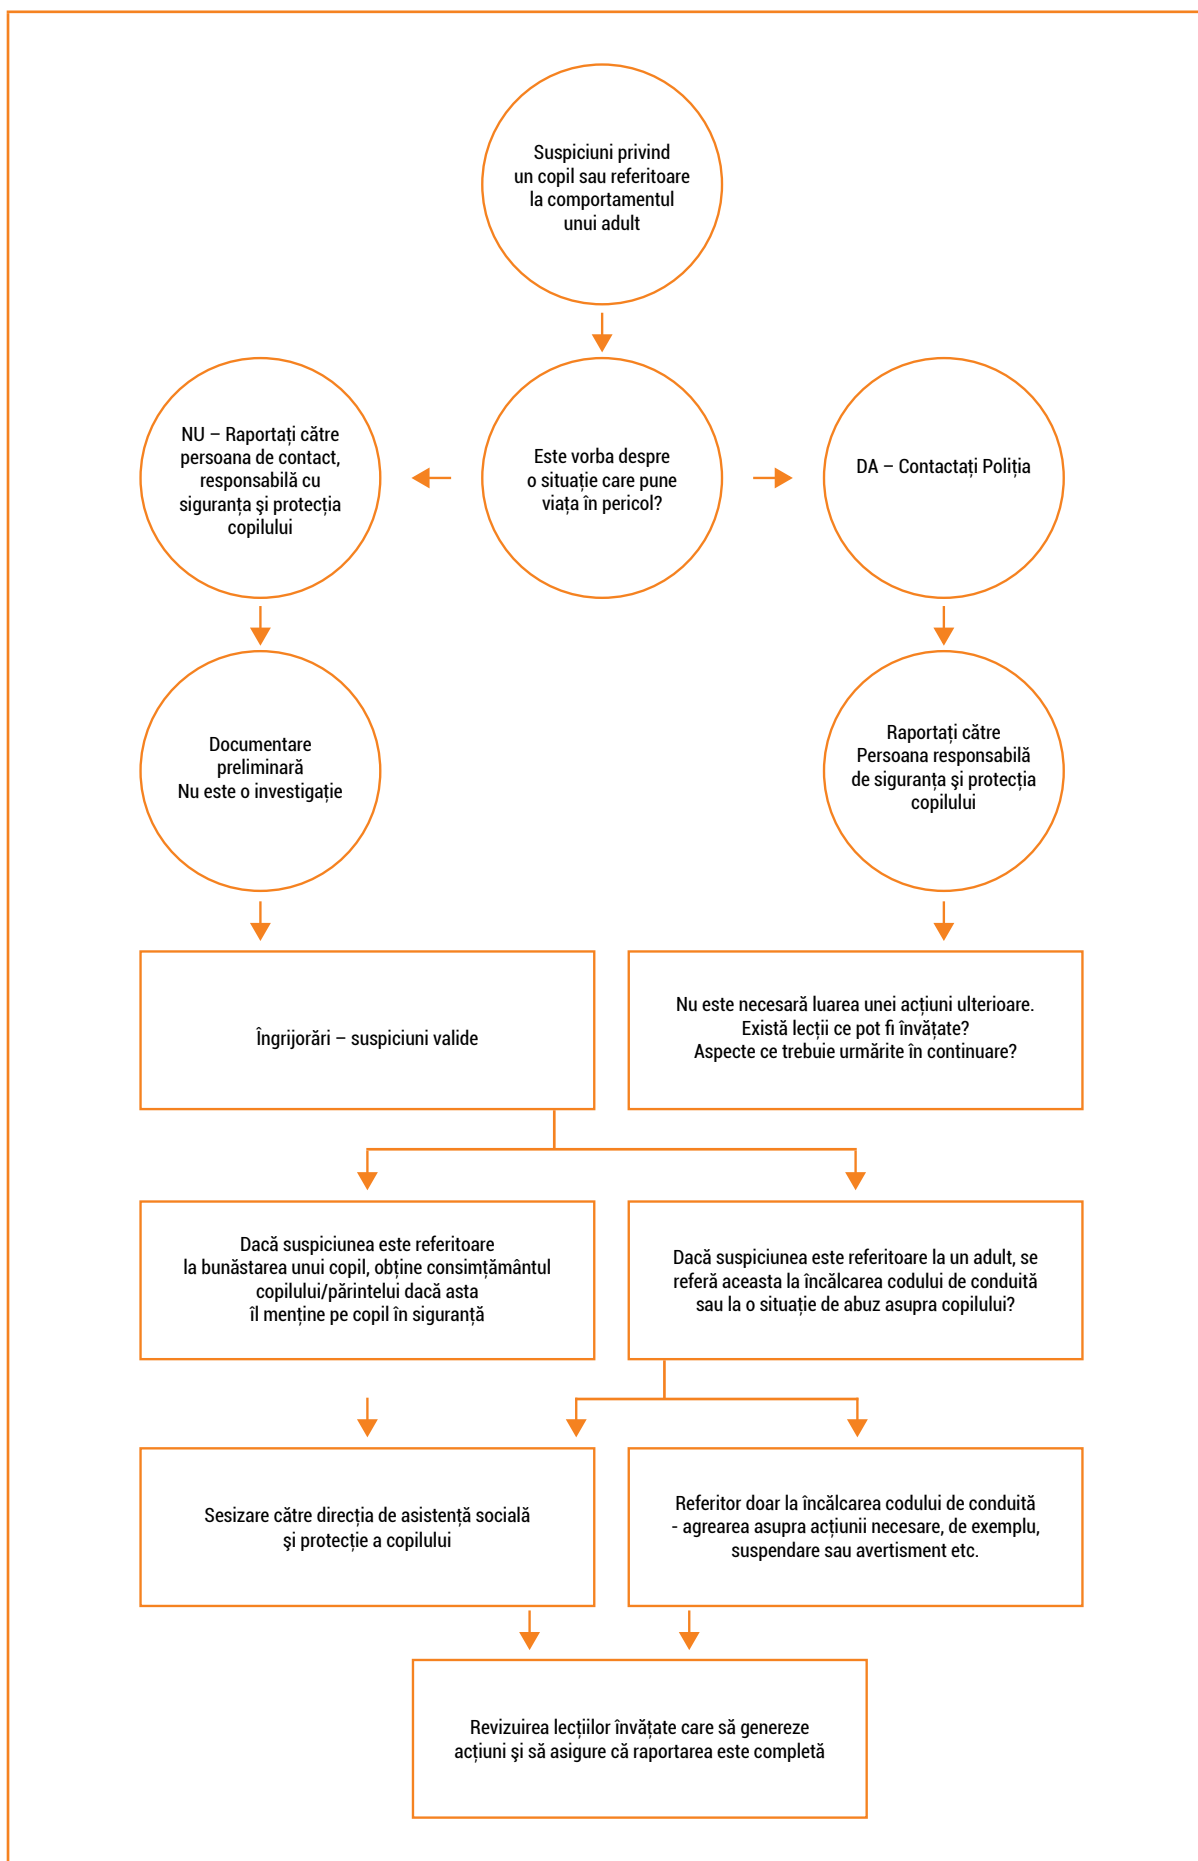 Suspiciuni privind
un copil sau referitoare
la comportamentul
unui adult
NU – Raportați către
persoana de contact,
responsabilă cu
siguranța şi protecția
copilului
Este vorba despre
o situație care pune
viața în pericol?
DA – Contactați Poliția
Documentare
preliminară
Nu este o investigație
Raportați către
Persoana responsabilă
de siguranța şi protecția
copilului
Îngrijorări – suspiciuni valide
Nu este necesară luarea unei acțiuni ulterioare.
Există lecții ce pot fi învățate?
Aspecte ce trebuie urmărite în continuare?
Dacă suspiciunea este referitoare
la bunăstarea unui copil, obține consimțământul
copilului/părintelui dacă asta
îl menține pe copil în siguranță
Dacă suspiciunea este referitoare la un adult, se
referă aceasta la încălcarea codului de conduită
sau la o situație de abuz asupra copilului?
Sesizare către direcția de asistență socială
şi protecție a copilului
Referitor doar la încălcarea codului de conduită
- agrearea asupra acțiunii necesare, de exemplu,
suspendare sau avertisment etc.
Revizuirea lecțiilor învățate care să genereze
acțiuni şi să asigure că raportarea este completă